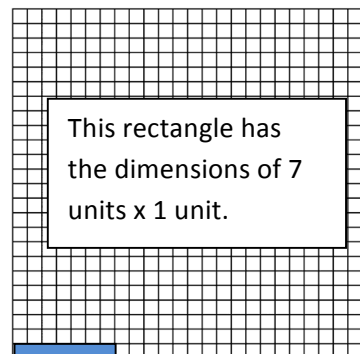 This rectangle has
the dimensions of 7
units x 1 unit.